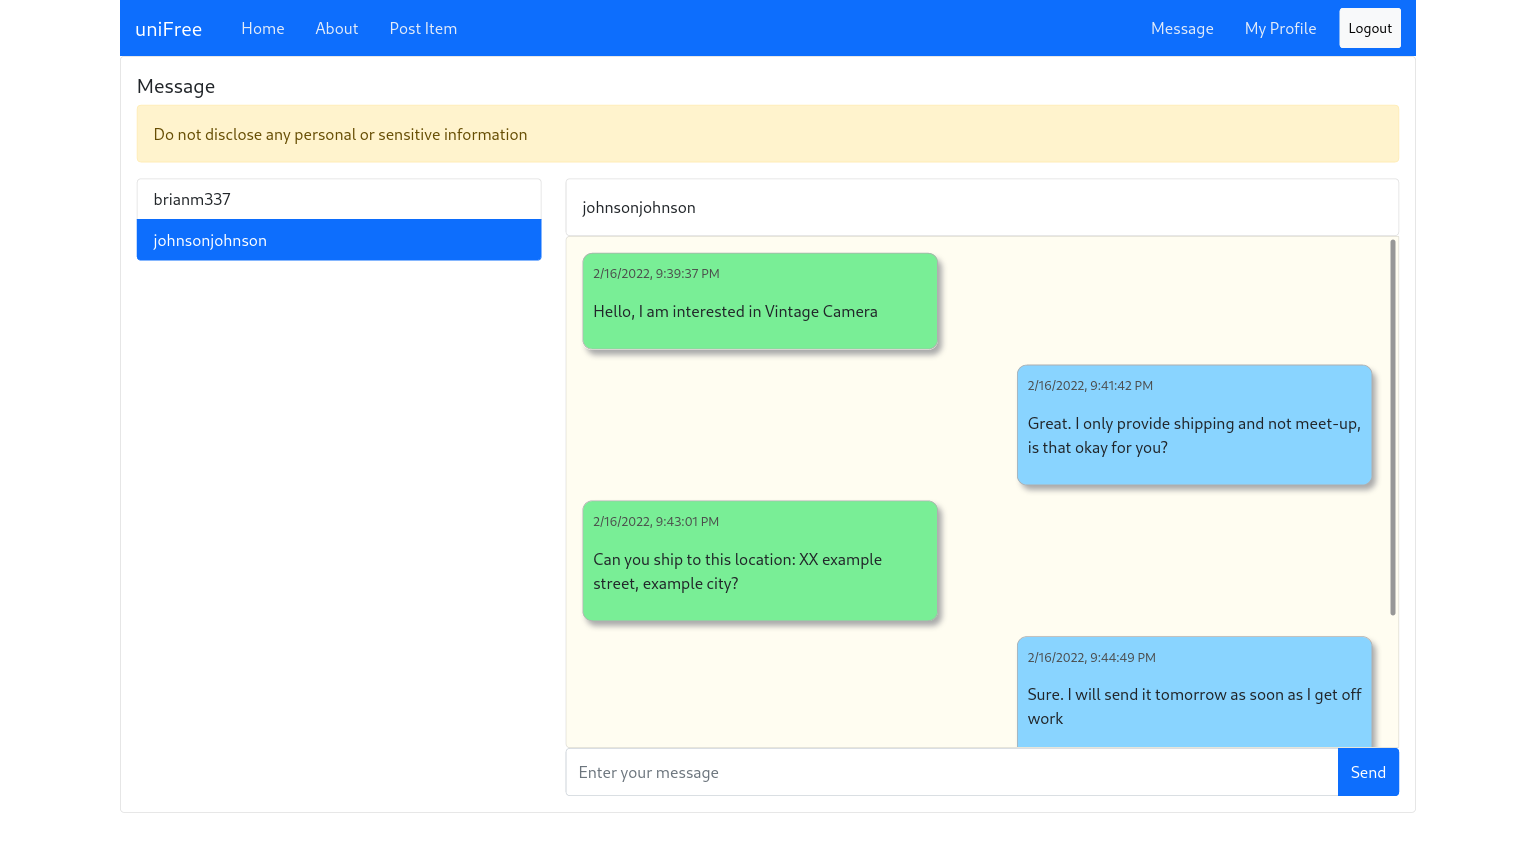 uniFree Home About Post Item Message My Profile Logout
Message
Do not disclose any personal or sensitive information
brianm337
johnsonjohnson
johnsonjohnson
2/16/2022, 9:39:37 PM
Hello, I am interested in Vintage Camera
2/16/2022, 9:41:42 PM
Great. I only provide shipping and not meet-up,
is that okay for you?
2/16/2022, 9:43:01 PM
Can you ship to this location: XX example
street, example city?
2/16/2022, 9:44:49 PM
Sure. I will send it tomorrow as soon as I get off
work
Enter your message Send